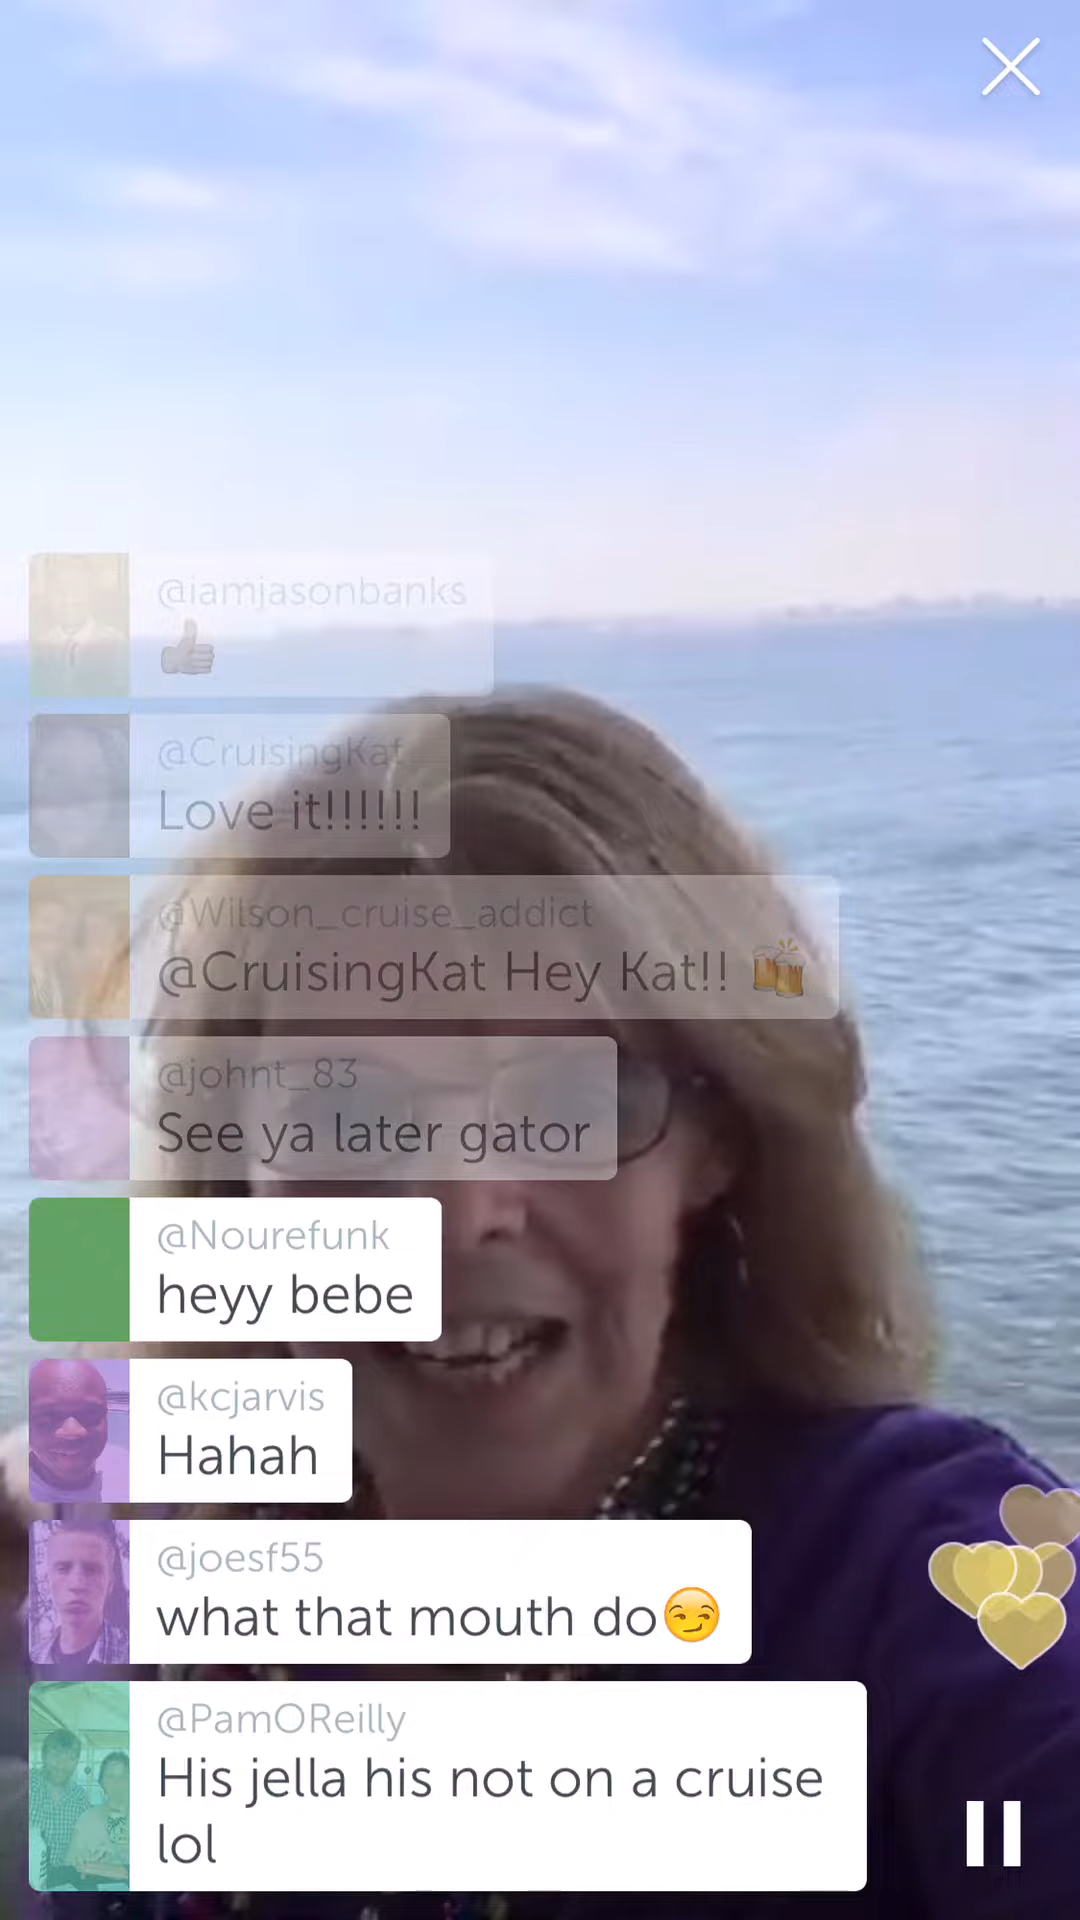 @iamjasonbanks
👍
@CruisingKat
Love it!!!!!!
@Wilson_cruise_addict
@CruisingKat Hey Kat!! 🍻
@johnt_83
See ya later gator
@Nourefunk
heyy bebe
@kcjarvis
Hahah
@joesf55
what that mouth do😏
@PamOReilly
His jella his not on a cruise
lol